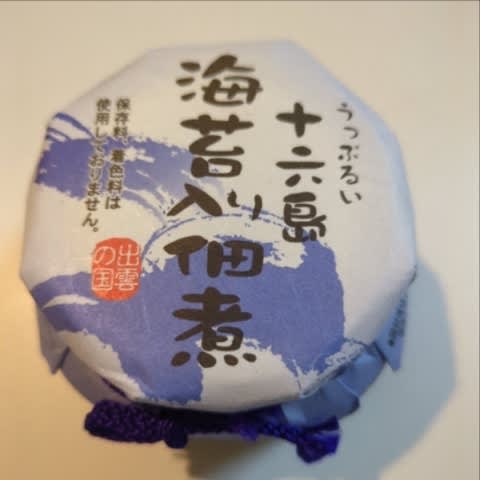 うっぷるい
十六島
海苔入り佃煮
保存料、着色料は
使用しておりません。
出雲
の国